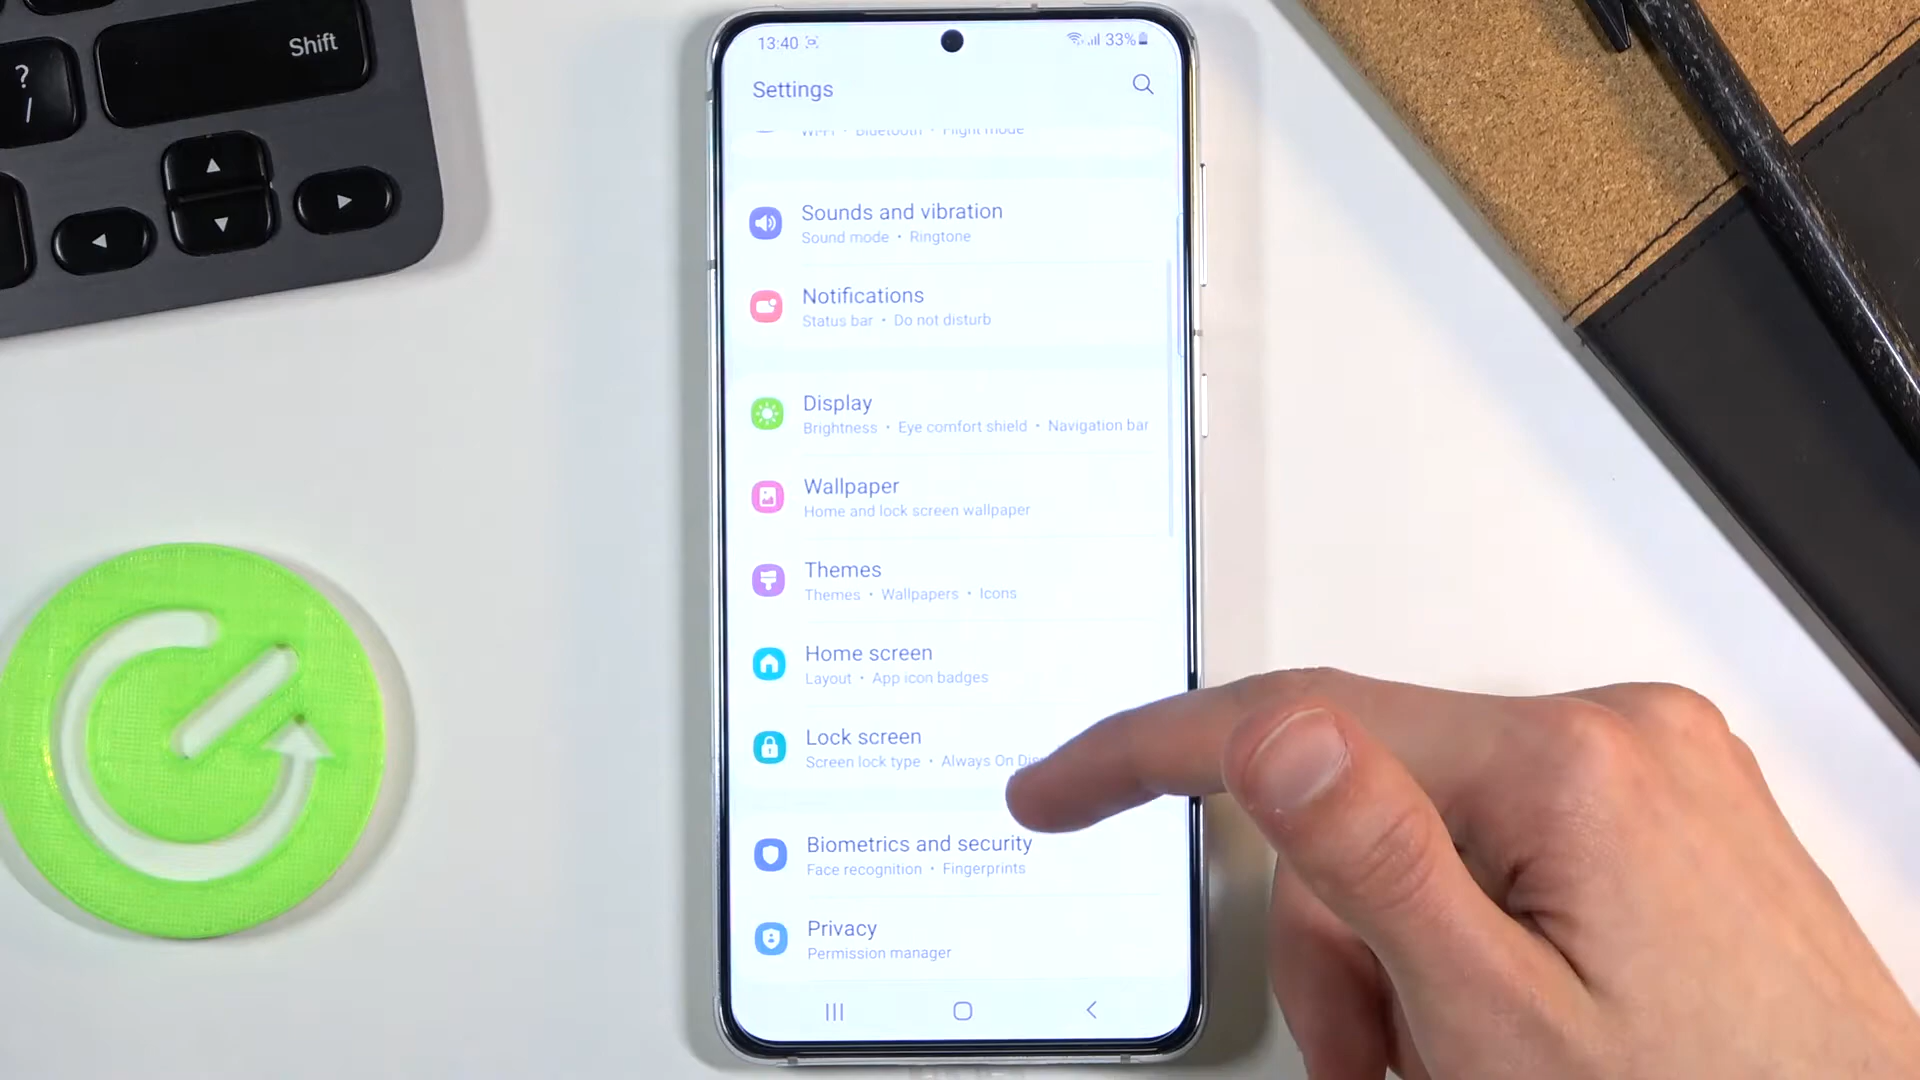 Shift
?
/
13:40
33%
Settings
Wi-Fi • Bluetooth • Flight mode
Sounds and vibration
Sound mode • Ringtone
Notifications
Status bar • Do not disturb
Display
Brightness • Eye comfort shield • Navigation bar
Wallpaper
Home and lock screen wallpaper
Themes
Themes • Wallpapers • Icons
Home screen
Layout • App icon badges
Lock screen
Screen lock type • Always On Dis
Biometrics and security
Face recognition • Fingerprints
Privacy
Permission manager